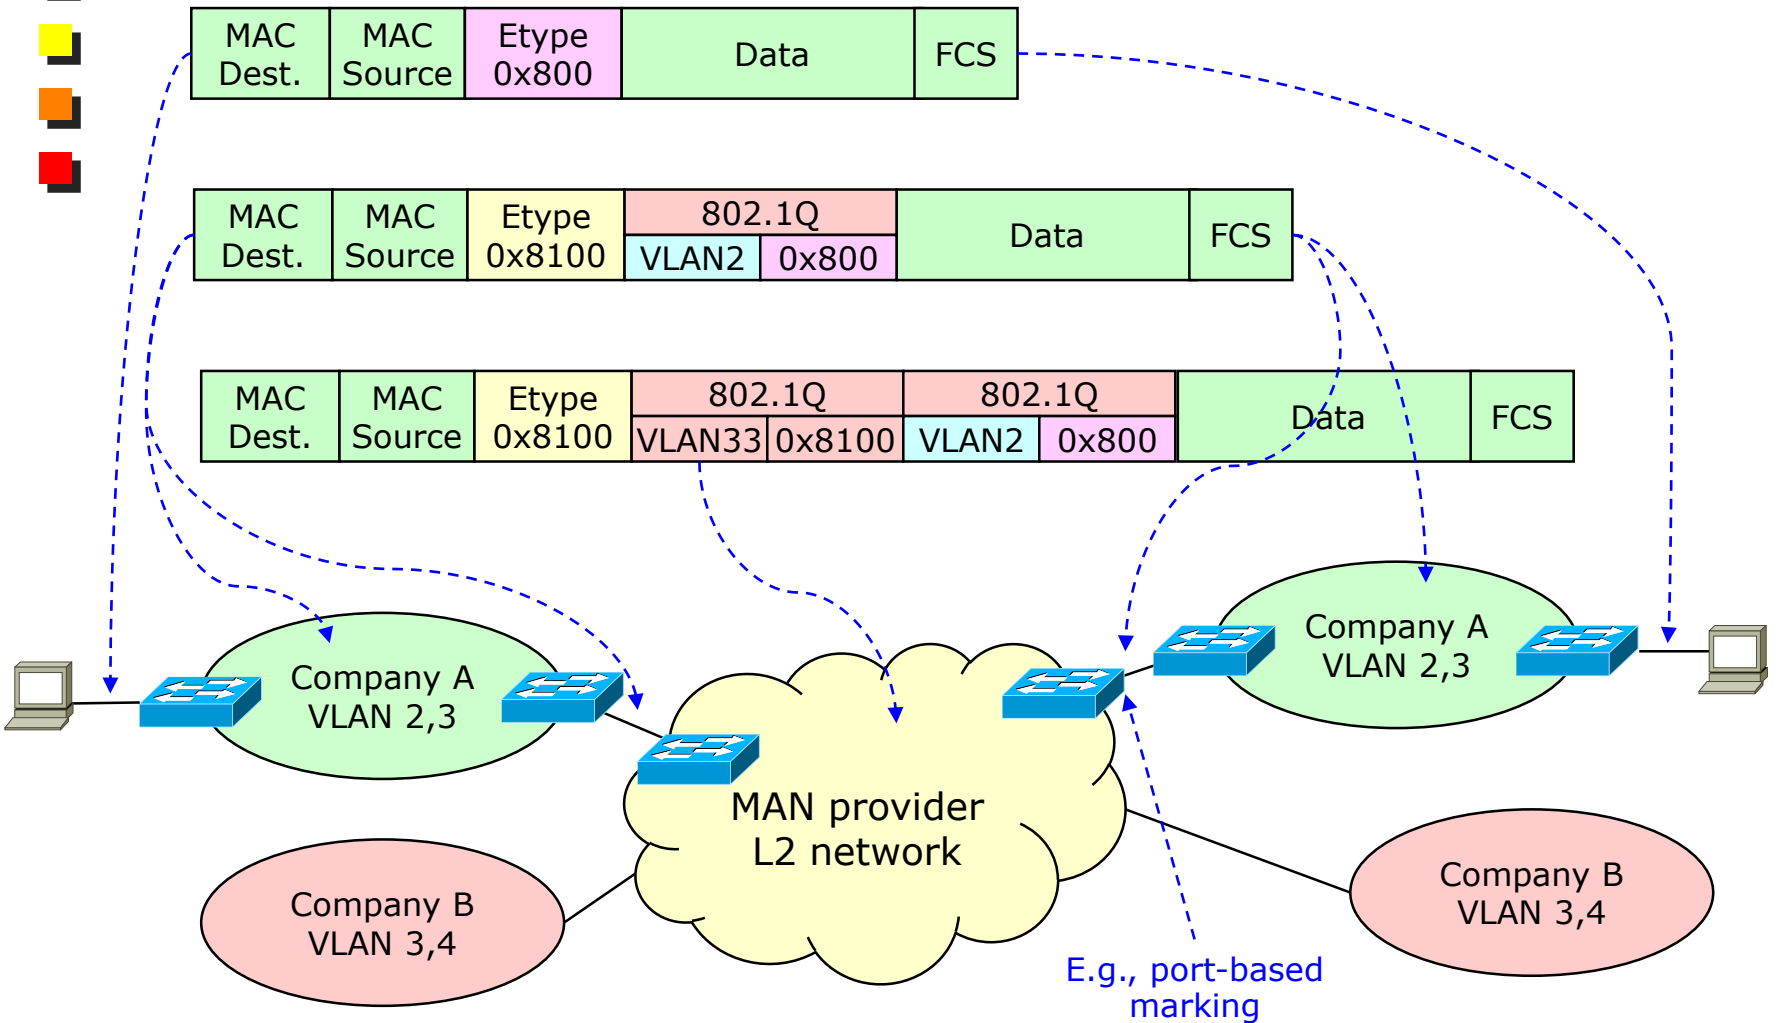 MAC Dest.
MAC Source
Etype 0x800
Data
FCS
MAC Dest.
MAC Source
Etype 0x8100
802.1Q
VLAN2
0x800
Data
FCS
MAC Dest.
MAC Source
Etype 0x8100
802.1Q
VLAN33
0x8100
802.1Q
VLAN2
0x800
Data
FCS
Company A
VLAN 2,3
Company A
VLAN 2,3
MAN provider
L2 network
Company B
VLAN 3,4
Company B
VLAN 3,4
E.g., port-based
marking